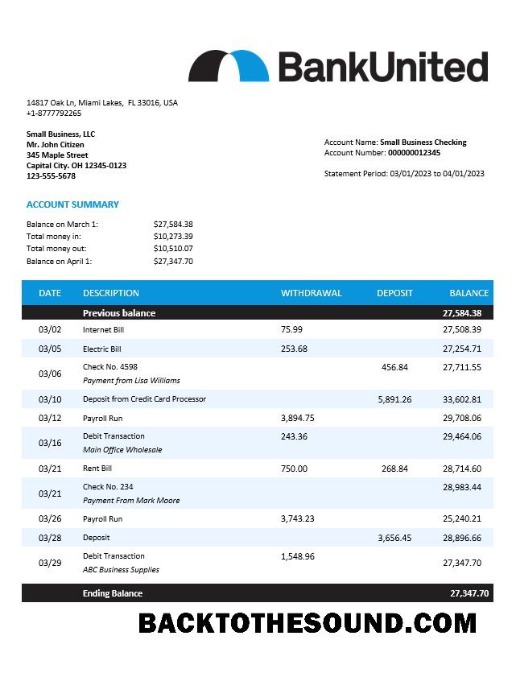 BankUnited
14817 Oak Ln, Miami Lakes, FL 33016, USA
+1-8777792265
Small Business, LLC
Mr. John Citizen
345 Maple Street
Capital City. OH 12345-0123
123-555-5678
Account Name: Small Business Checking
Account Number: 000000012345
Statement Period: 03/01/2023 to 04/01/2023
ACCOUNT SUMMARY
Balance on March 1: $27,584.38
Total money in: $10,273.39
Total money out: $10,510.07
Balance on April 1: $27,347.70
DATE DESCRIPTION WITHDRAWAL DEPOSIT BALANCE
Previous balance 27,584.38
03/02 Internet Bill 75.99 27,508.39
03/05 Electric Bill 253.68 27,254.71
03/06 Check No. 4598 456.84 27,711.55
Payment from Lisa Williams
03/10 Deposit from Credit Card Processor 5,891.26 33,602.81
03/12 Payroll Run 3,894.75 29,708.06
03/16 Debit Transaction 243.36 29,464.06
Main Office Wholesale
03/21 Rent Bill 750.00 268.84 28,714.60
03/21 Check No. 234 28,983.44
Payment From Mark Moore
03/26 Payroll Run 3,743.23 25,240.21
03/28 Deposit 3,656.45 28,896.66
03/29 Debit Transaction 1,548.96 27,347.70
ABC Business Supplies
Ending Balance 27,347.70
BACKTOTHESOUND.COM